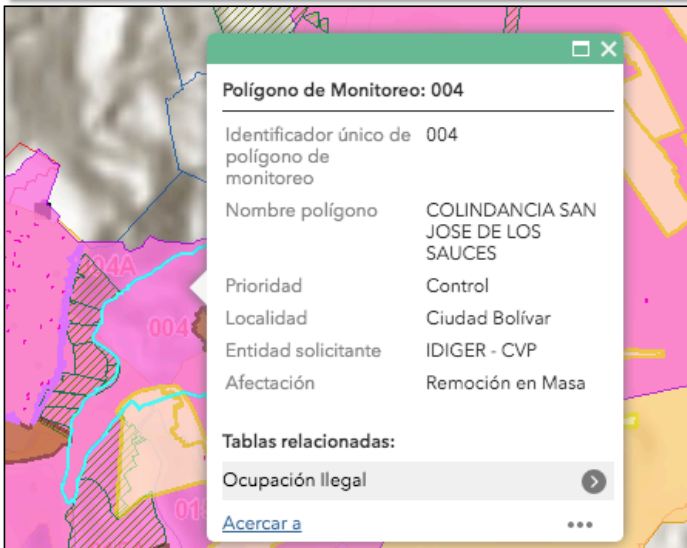 Polígono de Monitoreo: 004
Identificador único de 004
polígono de
monitoreo
Nombre polígono COLINDANCIA SAN
JOSE DE LOS
SAUCES
Prioridad Control
Localidad Ciudad Bolívar
Entidad solicitante IDIGER - CVP
Afectación Remoción en Masa
Tablas relacionadas:
Ocupación Ilegal
Acercar a
04A
004